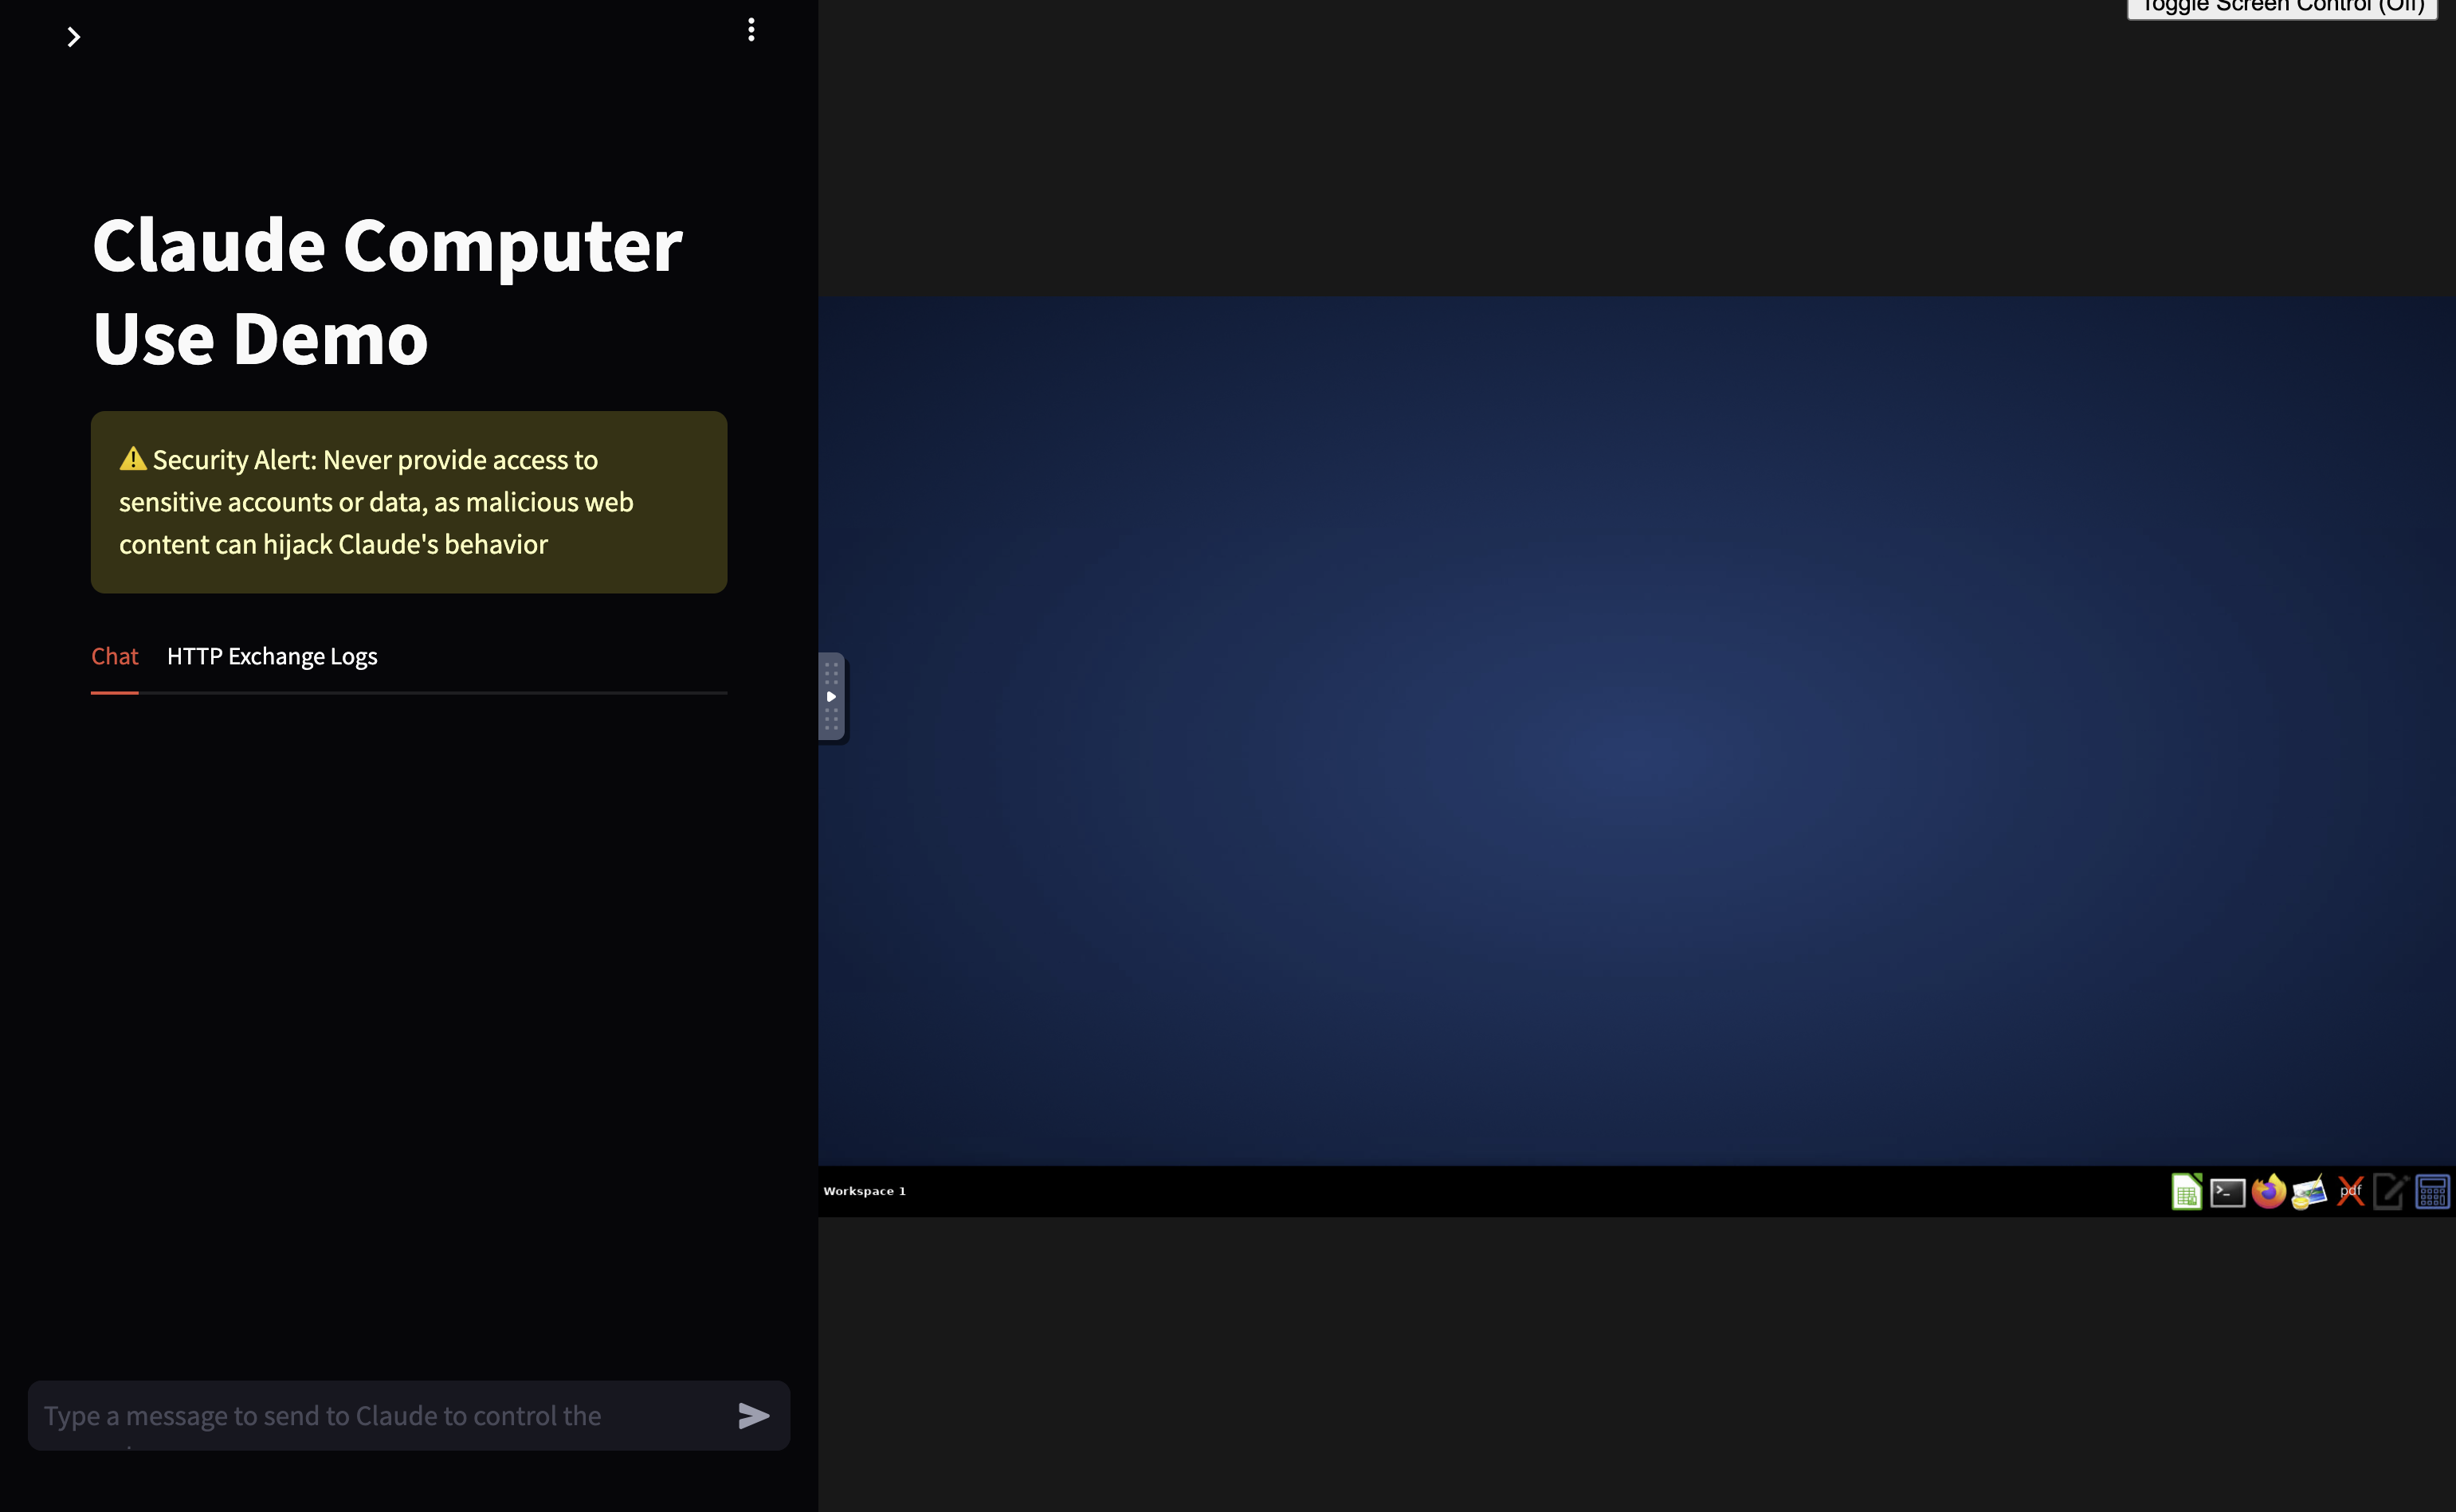 Toggle Screen Control (Off)
Claude Computer
Use Demo
⚠ Security Alert: Never provide access to
sensitive accounts or data, as malicious web
content can hijack Claude's behavior
Chat HTTP Exchange Logs
Workspace 1
pdf
Type a message to send to Claude to control the